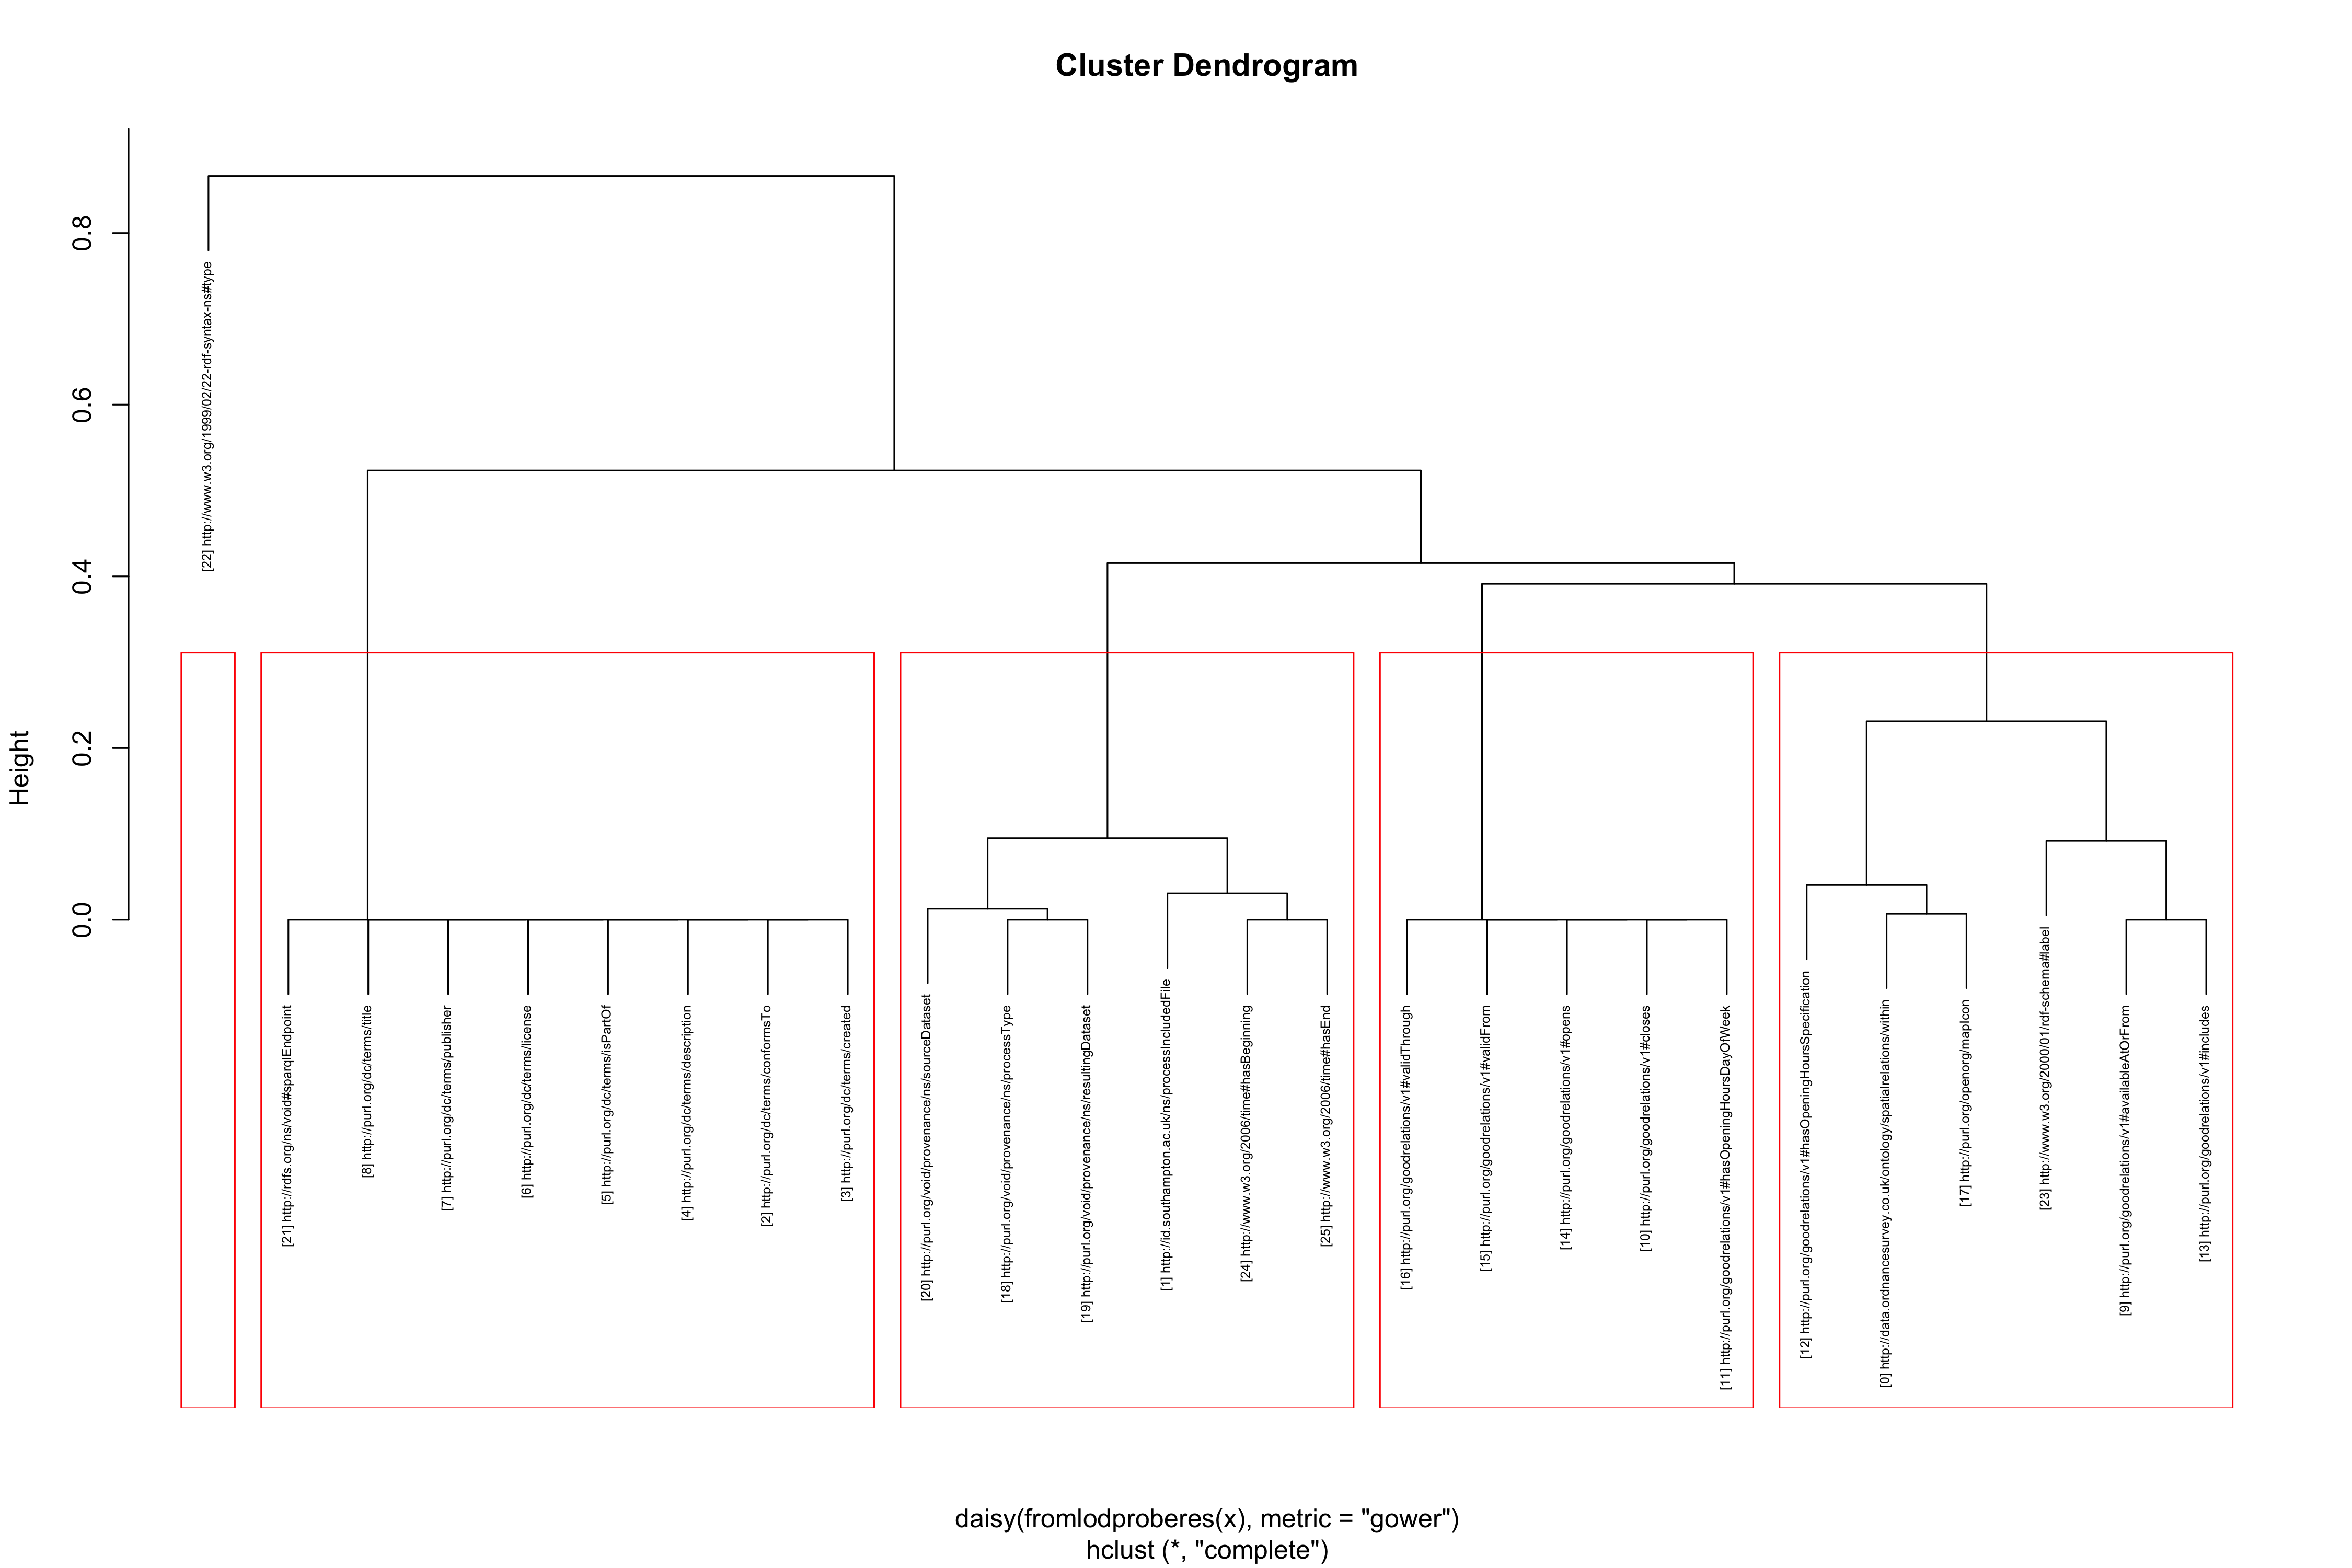 Cluster Dendrogram
Height
0.0
0.2
0.4
0.6
0.8
[22] http://www.w3.org/1999/02/22-rdf-syntax-ns#type
[21] http://rdfs.org/ns/void#sparqlEndpoint
[8] http://purl.org/dc/terms/title
[7] http://purl.org/dc/terms/publisher
[6] http://purl.org/dc/terms/license
[5] http://purl.org/dc/terms/isPartOf
[4] http://purl.org/dc/terms/description
[2] http://purl.org/dc/terms/conformsTo
[3] http://purl.org/dc/terms/created
[20] http://purl.org/void/provenance/ns/sourceDataset
[18] http://purl.org/void/provenance/ns/processType
[19] http://purl.org/void/provenance/ns/resultingDataset
[1] http://id.southampton.ac.uk/ns/processIncludedFile
[24] http://www.w3.org/2006/time#hasBeginning
[25] http://www.w3.org/2006/time#hasEnd
[16] http://purl.org/goodrelations/v1#validThrough
[15] http://purl.org/goodrelations/v1#validFrom
[14] http://purl.org/goodrelations/v1#opens
[10] http://purl.org/goodrelations/v1#closes
[11] http://purl.org/goodrelations/v1#hasOpeningHoursDayOfWeek
[12] http://purl.org/goodrelations/v1#hasOpeningHoursSpecification
[0] http://data.ordnancesurvey.co.uk/ontology/spatialrelations/within
[17] http://purl.org/openorg/mapIcon
[23] http://www.w3.org/2000/01/rdf-schema#label
[9] http://purl.org/goodrelations/v1#availableAtOrFrom
[13] http://purl.org/goodrelations/v1#includes
daisy(fromlodproberes(x), metric = "gower")
hclust (*, "complete")